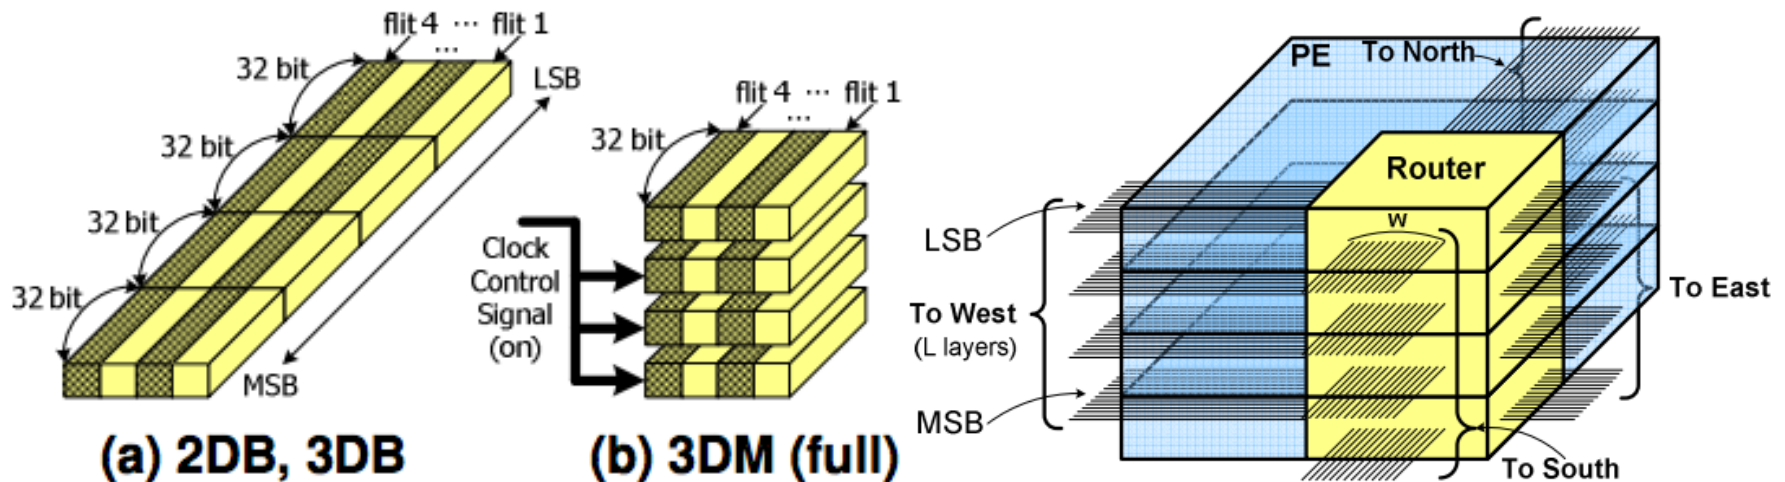 flit 4 ··· flit 1
...
32 bit
LSB
32 bit
32 bit
32 bit
MSB
(a) 2DB, 3DB
flit 4 ··· flit 1
...
32 bit
Clock
Control
Signal
(on)
(b) 3DM (full)
PE
To North
Router
w
LSB
To West
(L layers)
MSB
To East
To South